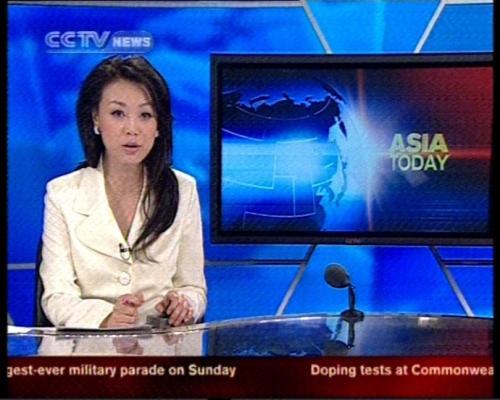 CCTV NEWS
ASIA
TODAY
gest-ever military parade on Sunday Doping tests at Commonwea